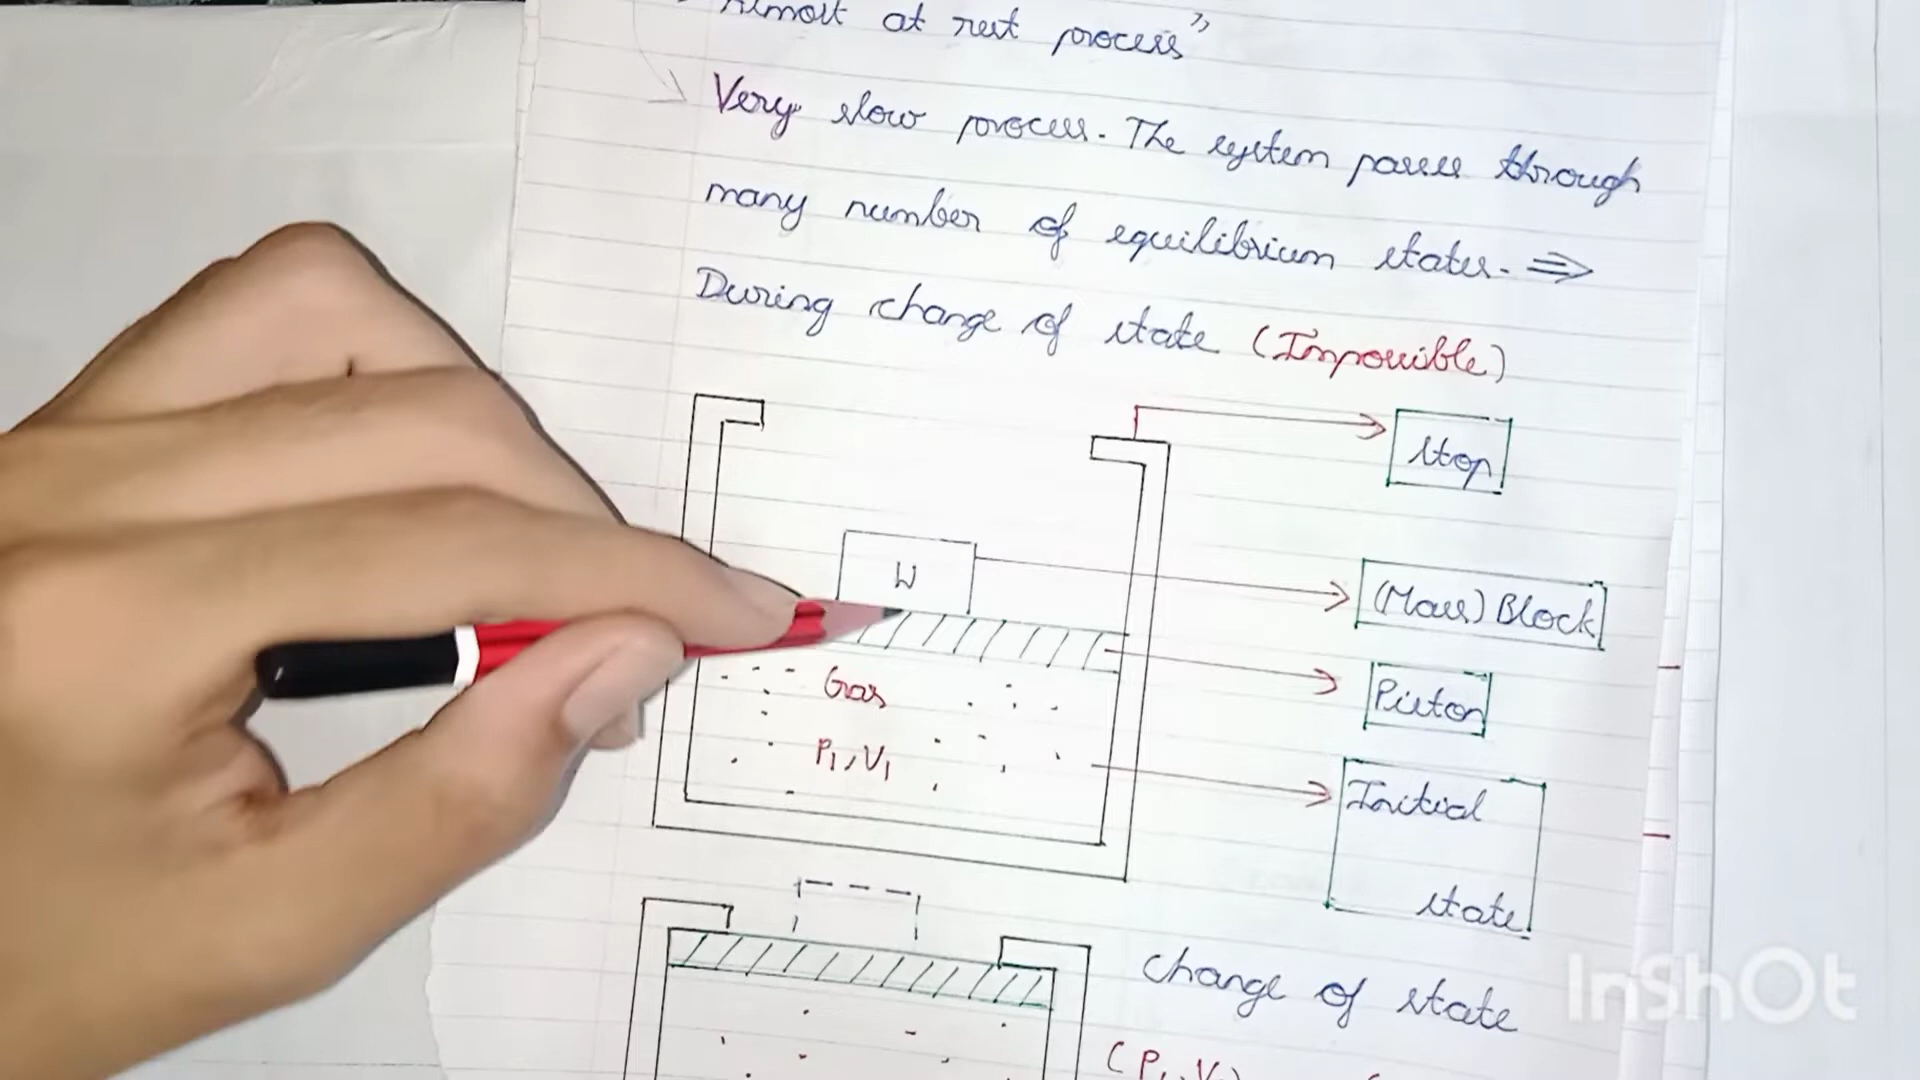 Almost at rest process"
Very slow process. The system passes through
many number of equilibrium states. ⇒
During change of state (Impossible)
Stop
W
(Mass) Block
Piston
Gas
P1, V1
Initial
state
Change of state
InShOt